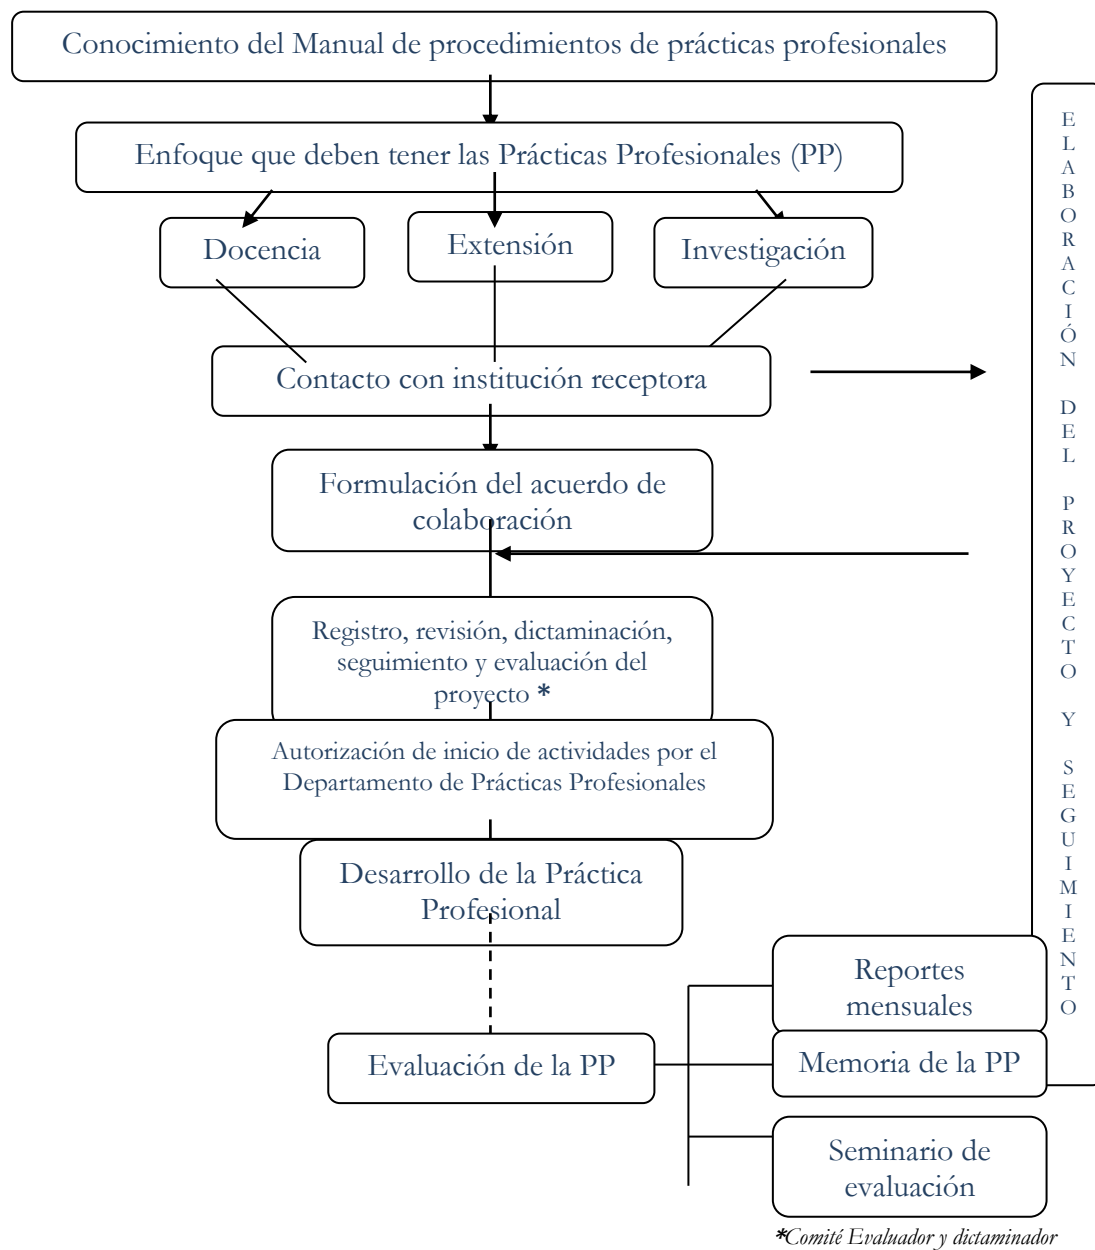 Conocimiento del Manual de procedimientos de prácticas profesionales
Enfoque que deben tener las Prácticas Profesionales (PP)
Docencia
Extensión
Investigación
Contacto con institución receptora
Formulación del acuerdo de
colaboración
Registro, revisión, dictaminación,
seguimiento y evaluación del
proyecto *
Autorización de inicio de actividades por el
Departamento de Prácticas Profesionales
Desarrollo de la Práctica
Profesional
Evaluación de la PP
Reportes
mensuales
Memoria de la PP
Seminario de
evaluación
ELABORACIÓN DEL PROYECTO Y SEGUIMIENTO
*Comité Evaluador y dictaminador